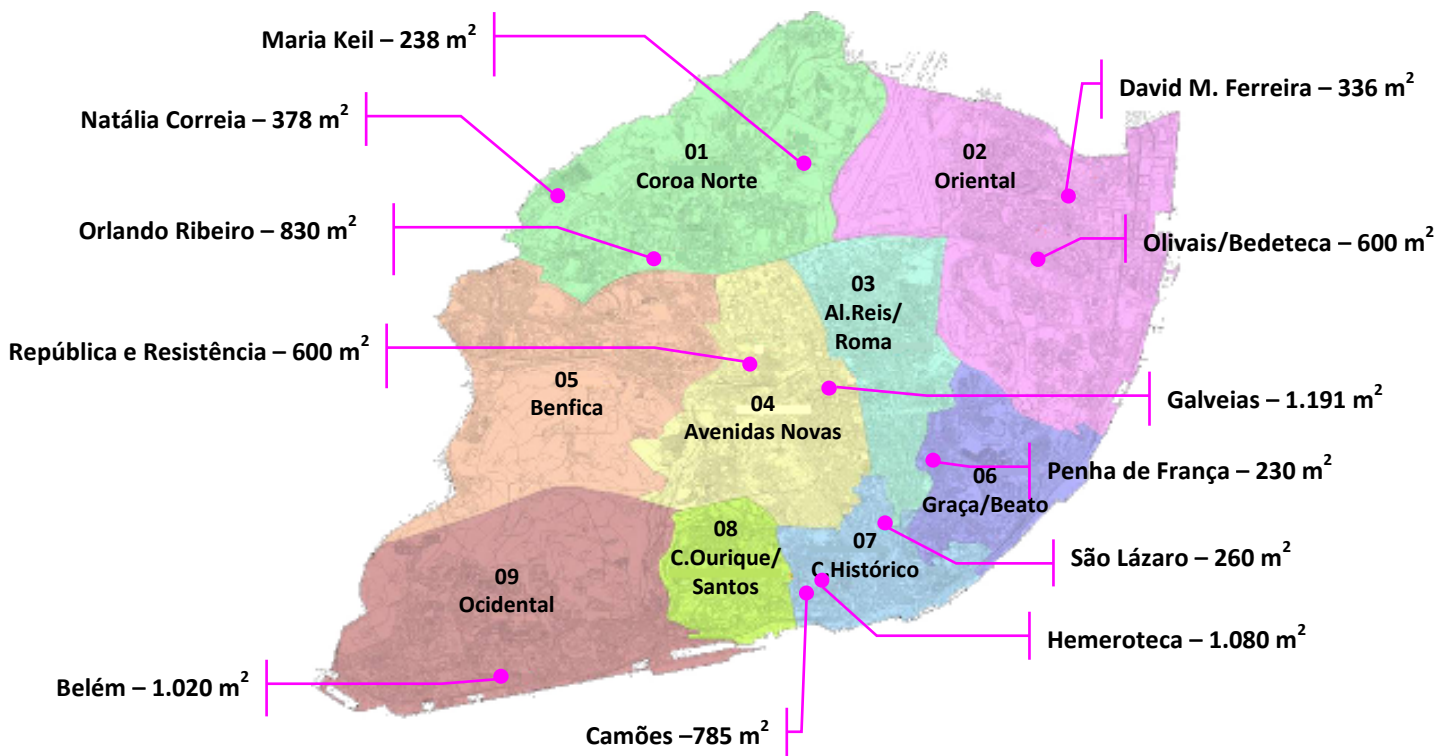 Maria Keil – 238 m²
David M. Ferreira – 336 m²
Natália Correia – 378 m²
01
Coroa Norte
02
Oriental
Orlando Ribeiro – 830 m²
Olivais/Bedeteca – 600 m²
03
Al.Reis/
Roma
República e Resistência – 600 m²
05
Benfica
04
Avenidas Novas
Galveias – 1.191 m²
Penha de França – 230 m²
06
Graça/Beato
08
C.Ourique/
Santos
07
C.Histórico
São Lázaro – 260 m²
09
Ocidental
Hemeroteca – 1.080 m²
Belém – 1.020 m²
Camões –785 m²